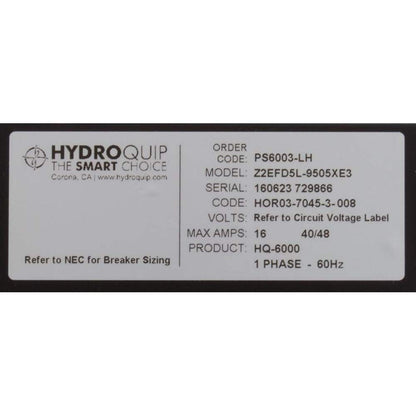 HYDROQUIP
THE SMART CHOICE
Corona, CA | www.hydroquip.com
Refer to NEC for Breaker Sizing
ORDER
CODE: PS6003-LH
MODEL: Z2EFD5L-9505XE3
SERIAL: 160623 729866
CODE: HOR03-7045-3-008
VOLTS: Refer to Circuit Voltage Label
MAX AMPS: 16 40/48
PRODUCT: HQ-6000
1 PHASE - 60Hz